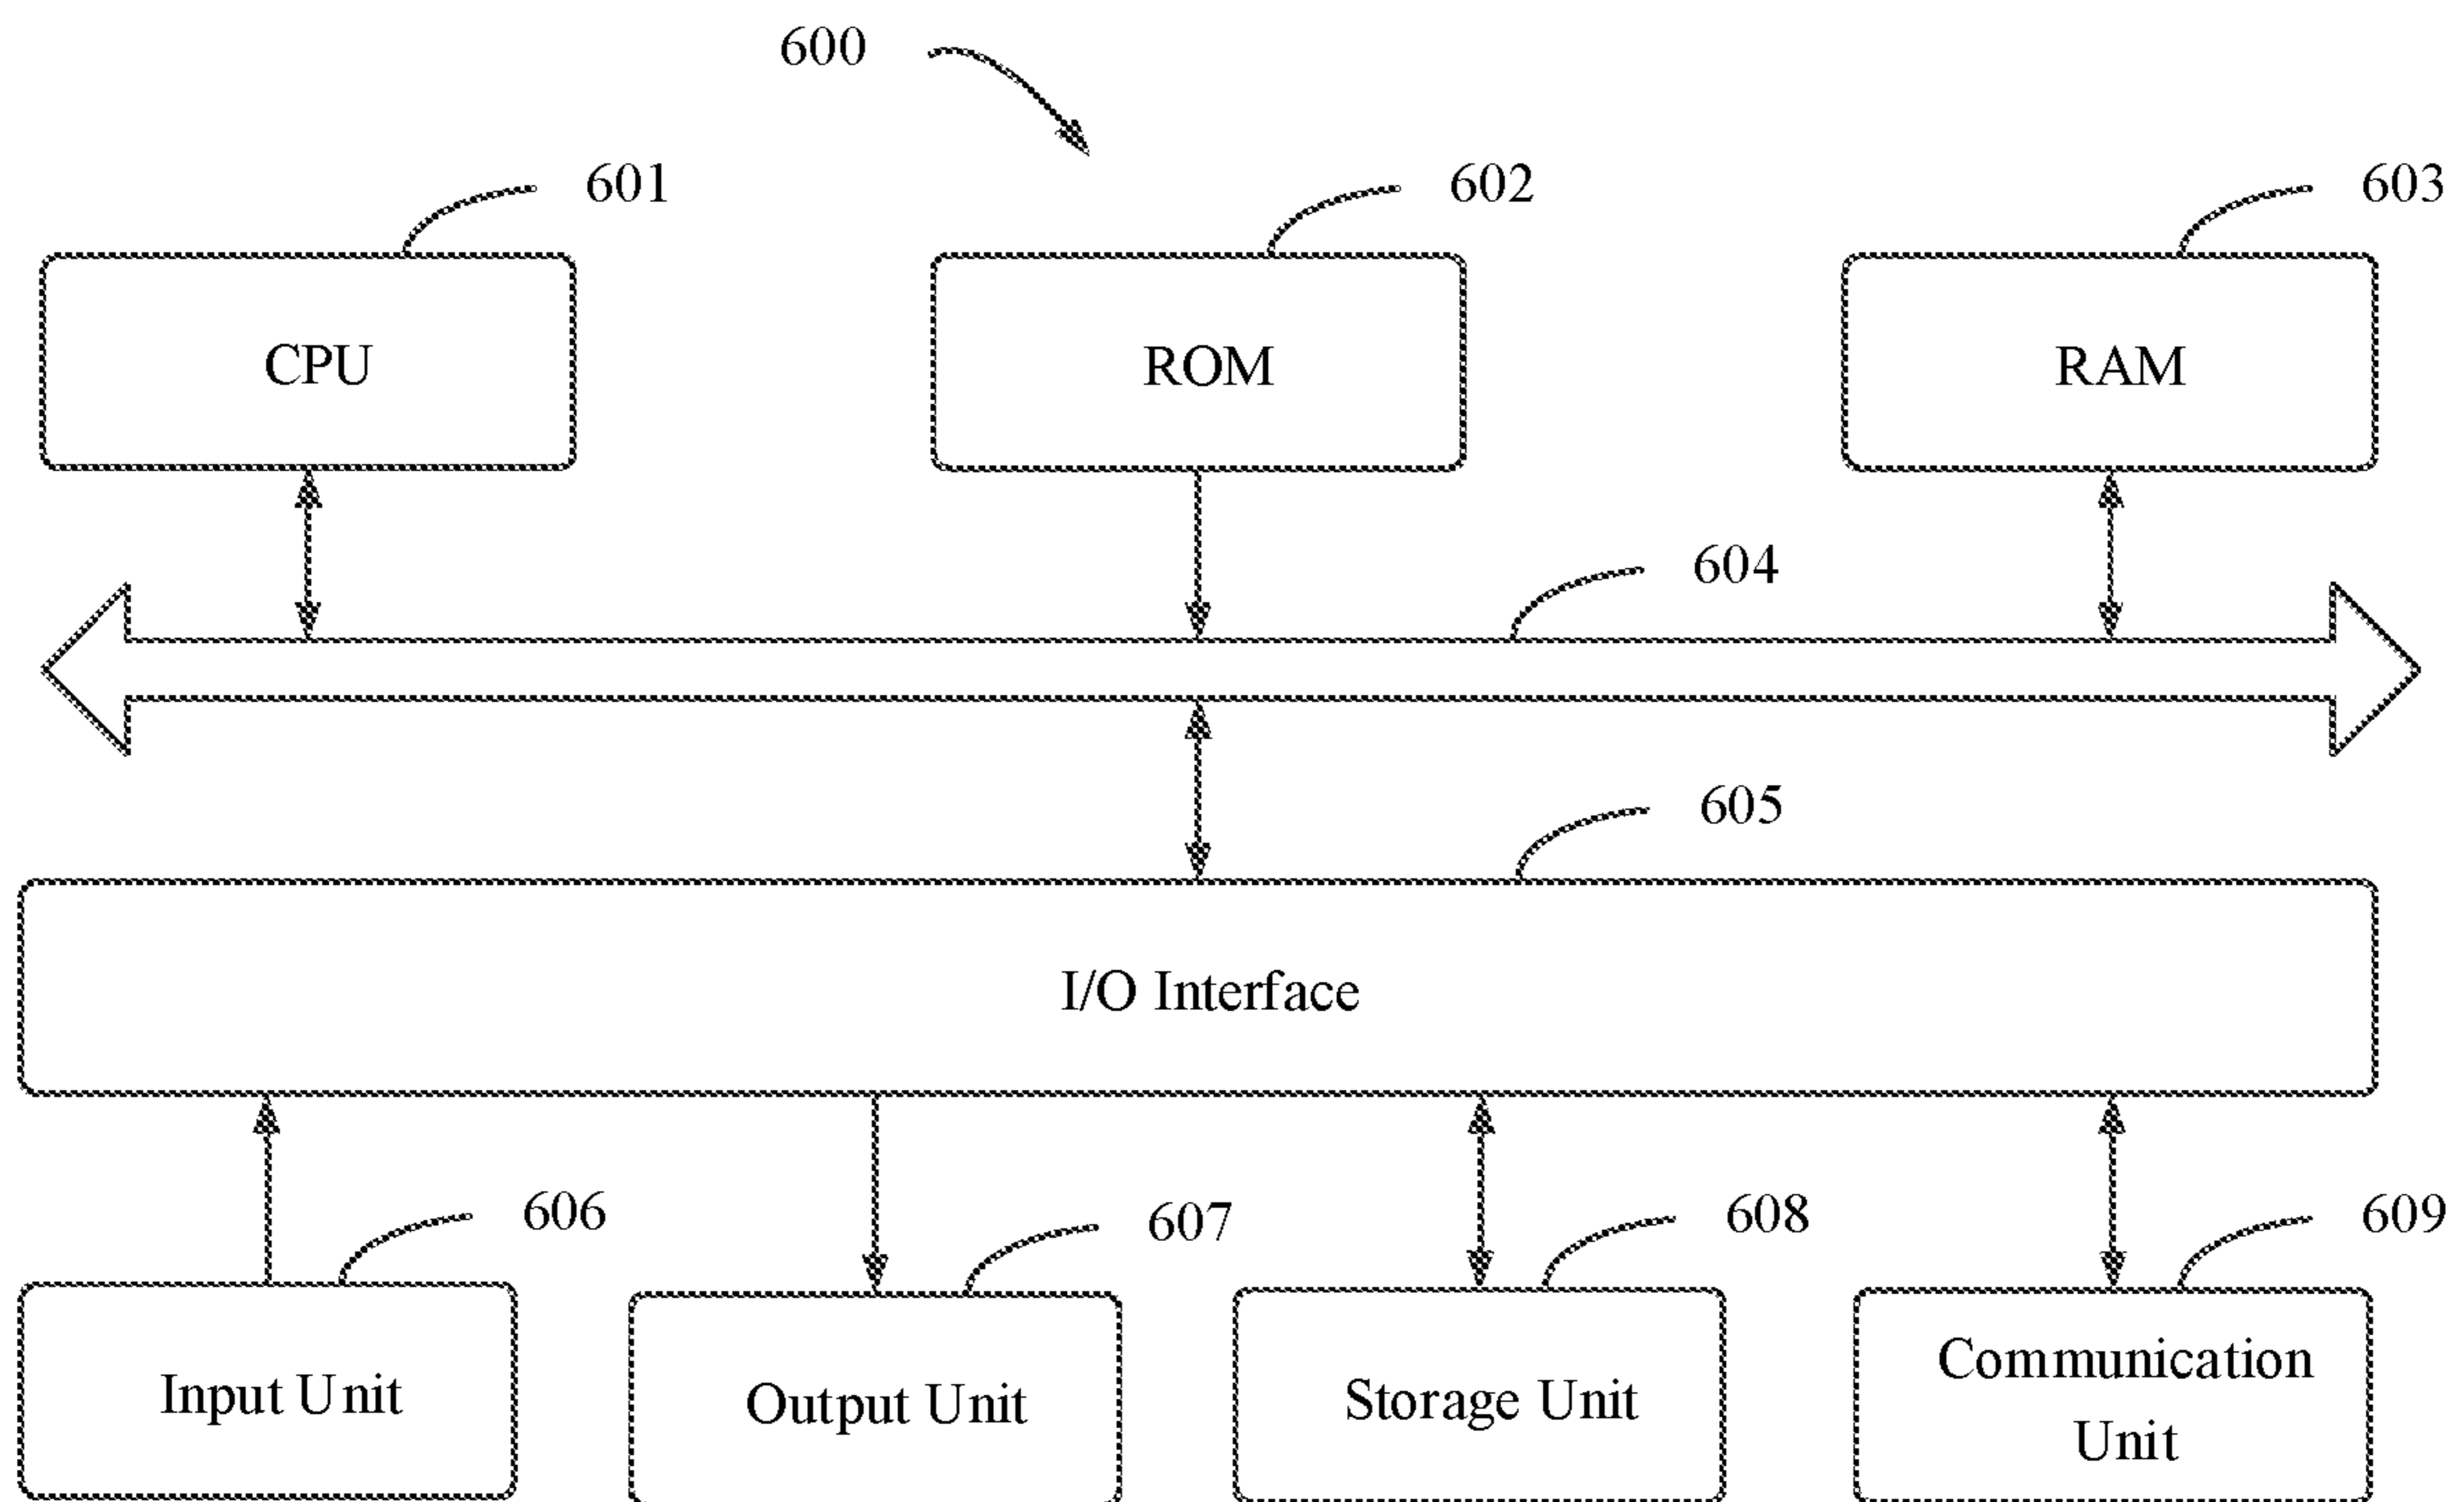 600
601
602
603
CPU
ROM
RAM
604
605
I/O Interface
606
607
608
609
Input Unit
Output Unit
Storage Unit
Communication
Unit